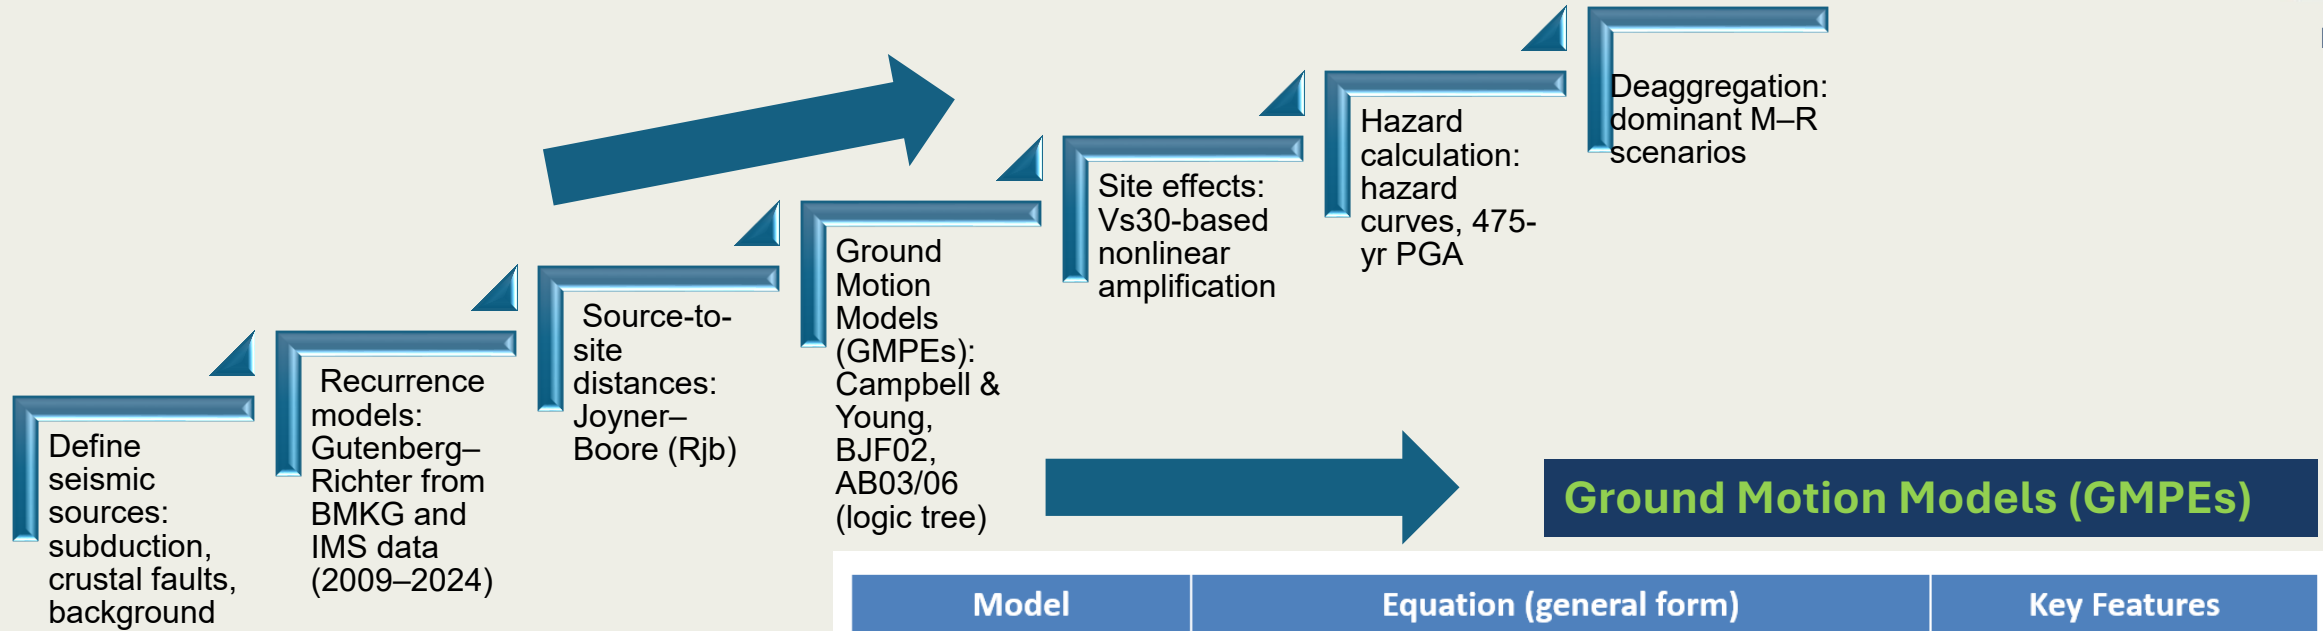 Define
seismic
sources:
subduction,
crustal faults,
background
Recurrence
models:
Gutenberg–
Richter from
BMKG and
IMS data
(2009–2024)
Source-to-
site
distances:
Joyner–
Boore (Rjb)
Ground
Motion
Models
(GMPEs):
Campbell &
Young,
BJF02,
AB03/06
(logic tree)
Site effects:
Vs30-based
nonlinear
amplification
Hazard
calculation:
hazard
curves, 475-
yr PGA
Deaggregation:
dominant M–R
scenarios
Ground Motion Models (GMPEs)
Model
Equation (general form)
Key Features